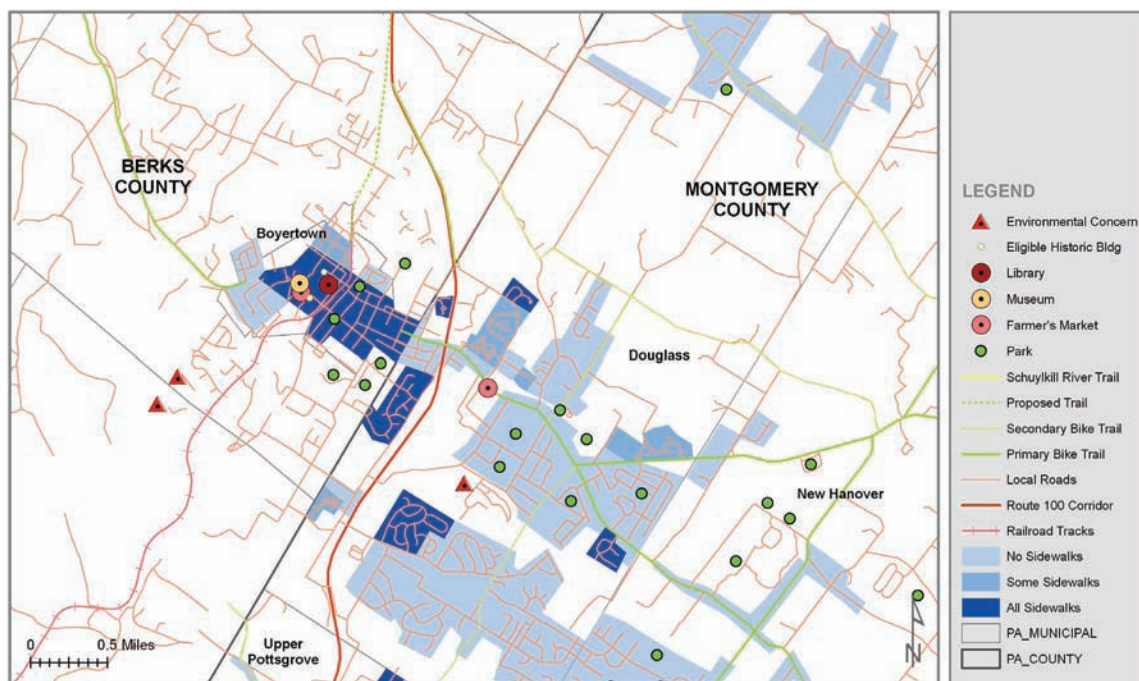 BERKS
COUNTY
MONTGOMERY
COUNTY
Boyertown
Douglass
New Hanover
Upper
Pottsgrove
0 0.5 Miles
N
LEGEND
Environmental Concern
Eligible Historic Bldg
Library
Museum
Farmer's Market
Park
Schuylkill River Trail
Proposed Trail
Secondary Bike Trail
Primary Bike Trail
Local Roads
Route 100 Corridor
Railroad Tracks
No Sidewalks
Some Sidewalks
All Sidewalks
PA_MUNICIPAL
PA_COUNTY